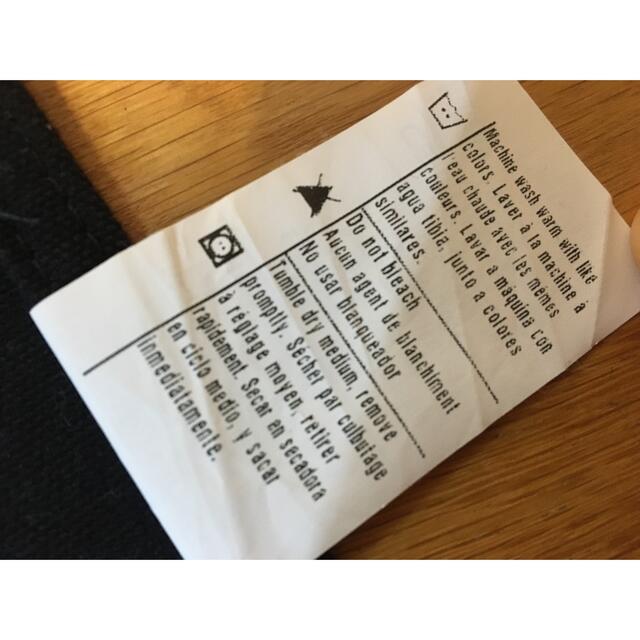 Machine wash warm with like
colors. Laver à la machine à
l'eau chaude avec les mêmes
couleurs. Lavar a maquina con
agua tibia, junto a colores
similares.
Do not bleach
Aucun agent de blanchiment
No usar blanqueador
Tumble dry medium, remove
promptly. Sécher par culbutage
à réglage moyen, retirer
rapidement. Secar en secadora
en ciclo medio, y sacar
inmediatamente.